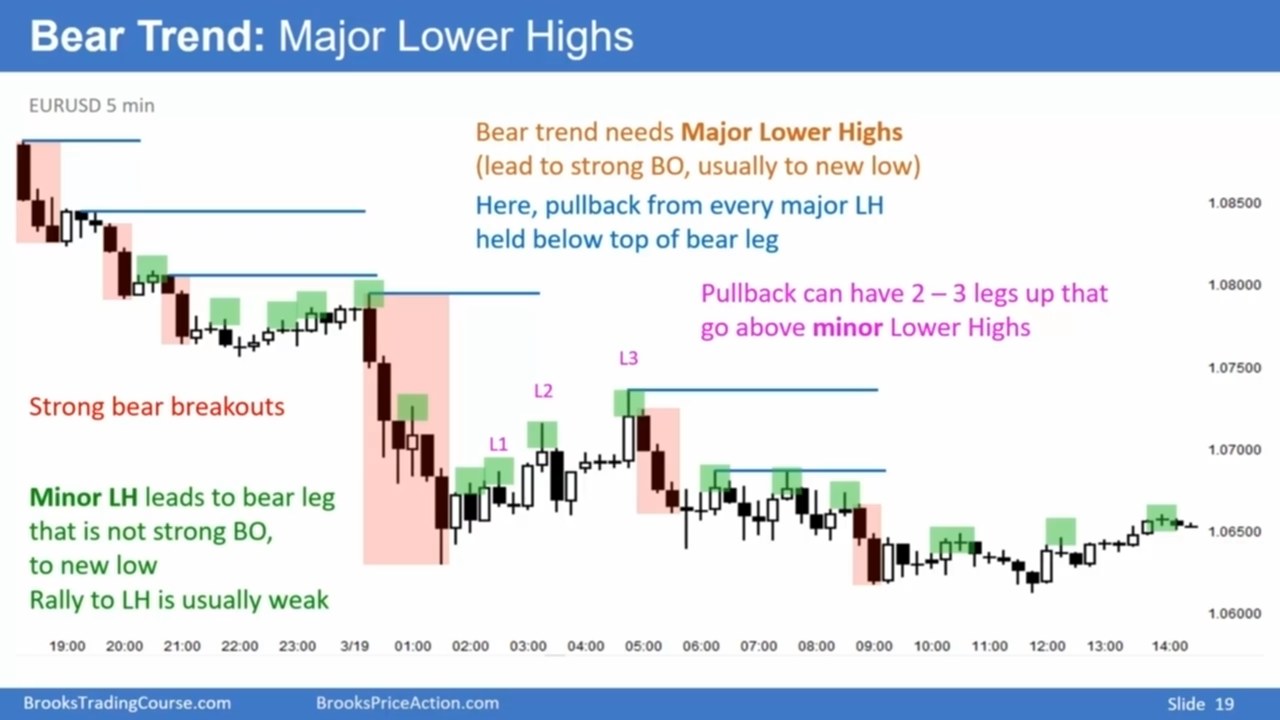 Bear Trend: Major Lower Highs
EURUSD 5 min
Bear trend needs Major Lower Highs
(lead to strong BO, usually to new low)
Here, pullback from every major LH
held below top of bear leg
Pullback can have 2 – 3 legs up that
go above minor Lower Highs
L1
L2
L3
Strong bear breakouts
Minor LH leads to bear leg
that is not strong BO,
to new low
Rally to LH is usually weak
1.08500
1.08000
1.07500
1.07000
1.06500
1.06000
19:00 20:00 21:00 22:00 23:00 3/19 01:00 02:00 03:00 04:00 05:00 06:00 07:00 08:00 09:00 10:00 11:00 12:00 13:00 14:00
BrooksTradingCourse.com BrooksPriceAction.com Slide 19